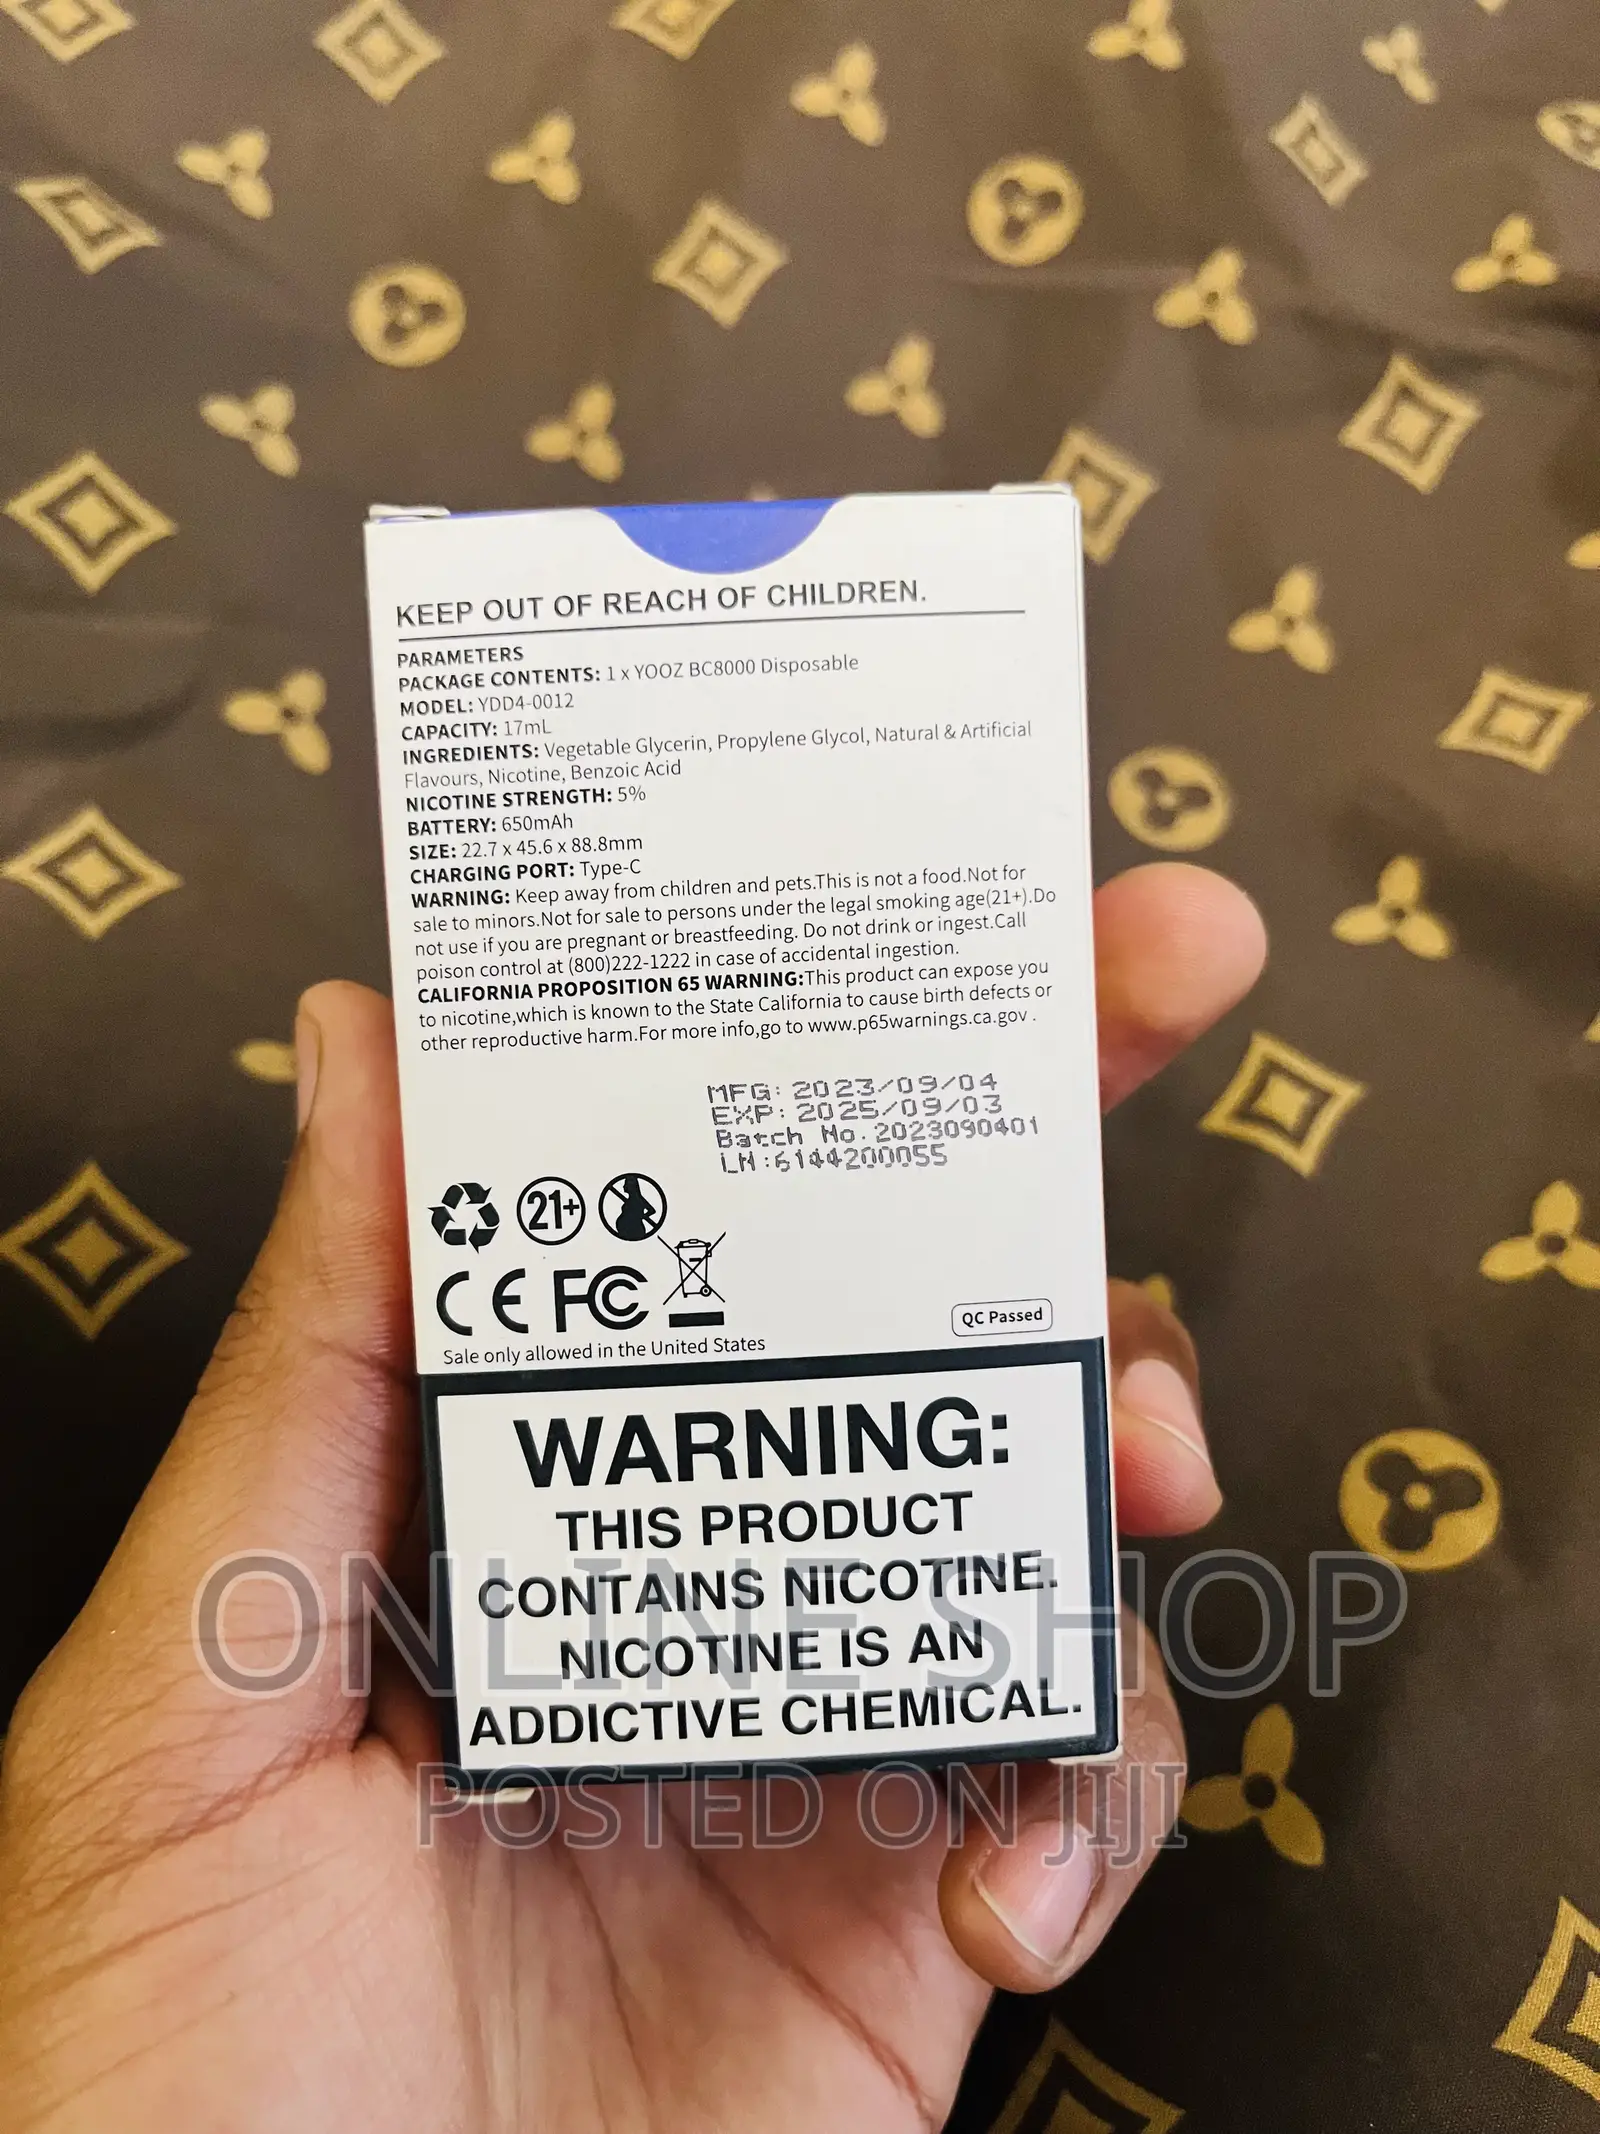 KEEP OUT OF REACH OF CHILDREN.
PARAMETERS
PACKAGE CONTENTS: 1 x YOOZ BC8000 Disposable
MODEL: YDD4-0012
CAPACITY: 17mL
INGREDIENTS: Vegetable Glycerin, Propylene Glycol, Natural & Artificial
Flavours, Nicotine, Benzoic Acid
NICOTINE STRENGTH: 5%
BATTERY: 650mAh
SIZE: 22.7 x 45.6 x 88.8mm
CHARGING PORT: Type-C
WARNING: Keep away from children and pets.This is not a food.Not for
sale to minors.Not for sale to persons under the legal smoking age(21+).Do
not use if you are pregnant or breastfeeding. Do not drink or ingest.Call
poison control at (800)222-1222 in case of accidental ingestion.
CALIFORNIA PROPOSITION 65 WARNING:This product can expose you
to nicotine,which is known to the State California to cause birth defects or
other reproductive harm.For more info,go to www.p65warnings.ca.gov .
MFG: 2023/09/04
EXP: 2025/09/03
Batch No. 2023090401
LN:6144200055
21+
CE FC
QC Passed
Sale only allowed in the United States
WARNING:
THIS PRODUCT
CONTAINS NICOTINE.
NICOTINE IS AN
ADDICTIVE CHEMICAL.
ONLINE SHOP
POSTED ON JIJI